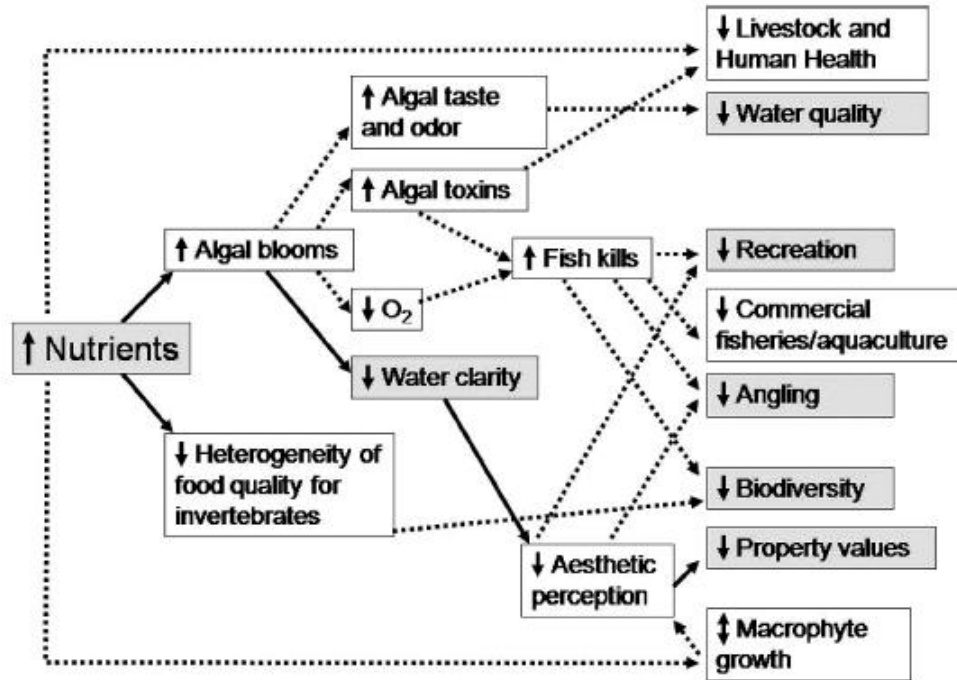 ↓ Livestock and
Human Health
↑ Algal taste
and odor
↓ Water quality
↑ Algal toxins
↑ Algal blooms
↑ Fish kills
↓ Recreation
↓ O₂
↓ Commercial
fisheries/aquaculture
↑ Nutrients
↓ Water clarity
↓ Angling
↓ Heterogeneity of
food quality for
invertebrates
↓ Biodiversity
↓ Aesthetic
perception
↓ Property values
↕ Macrophyte
growth